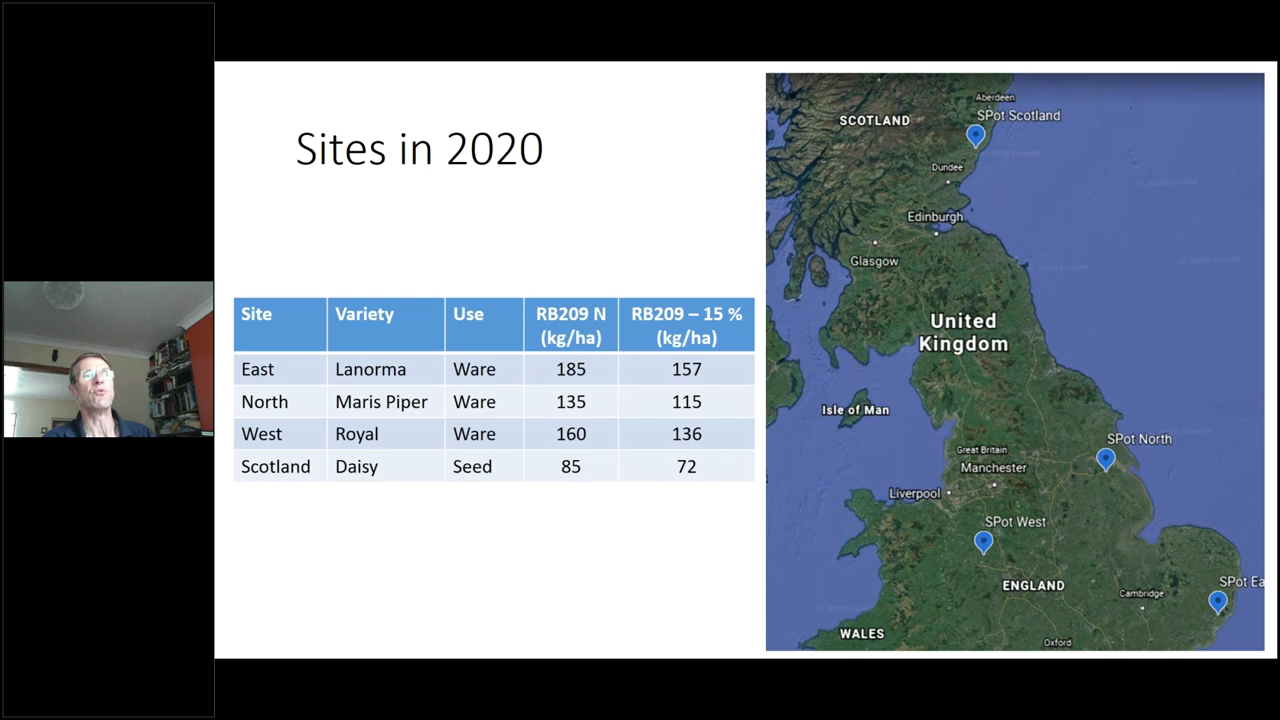 Sites in 2020
Site Variety Use RB209 N (kg/ha) RB209 – 15 % (kg/ha)
East Lanorma Ware 185 157
North Maris Piper Ware 135 115
West Royal Ware 160 136
Scotland Daisy Seed 85 72
Aberdeen
SCOTLAND
SPot Scotland
Dundee
Edinburgh
Glasgow
United
Kingdom
Isle of Man
SPot North
Great Britain
Manchester
Liverpool
SPot West
SPot Ea
ENGLAND
Cambridge
WALES
Oxford